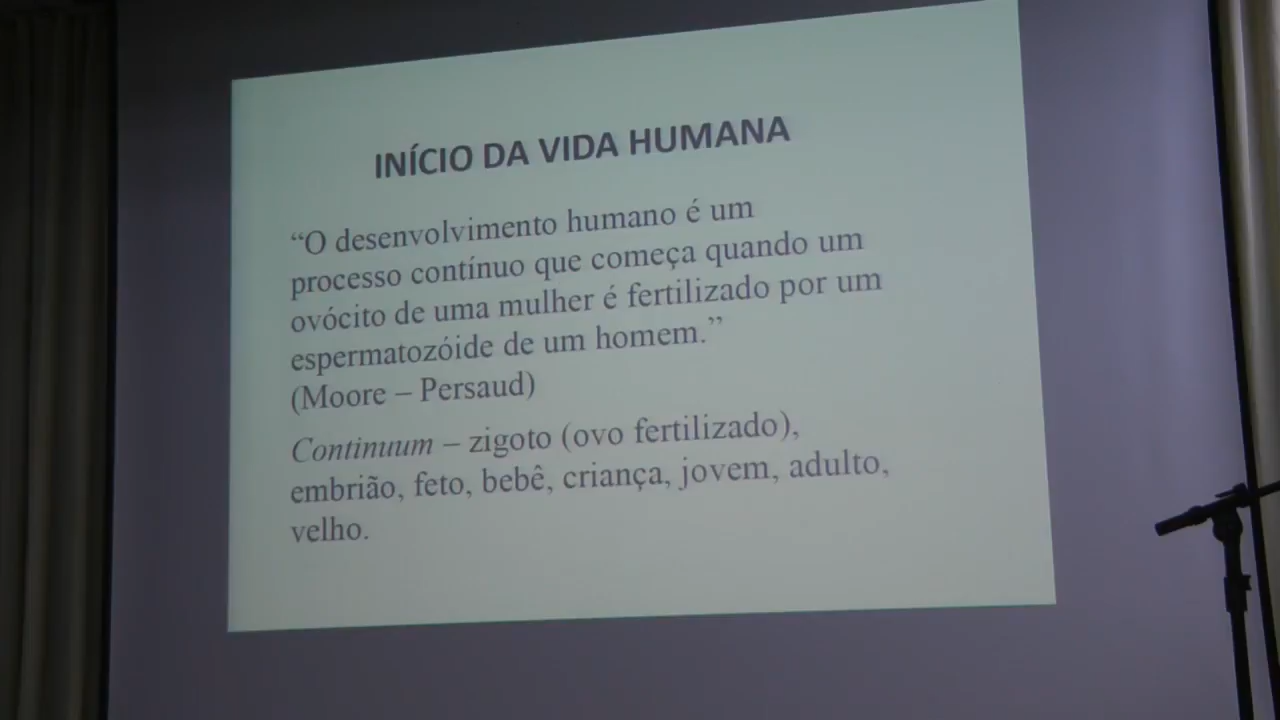 INÍCIO DA VIDA HUMANA
“O desenvolvimento humano é um
processo contínuo que começa quando um
ovócito de uma mulher é fertilizado por um
espermatozóide de um homem.”
(Moore – Persaud)
Continuum – zigoto (ovo fertilizado),
embrião, feto, bebê, criança, jovem, adulto,
velho.